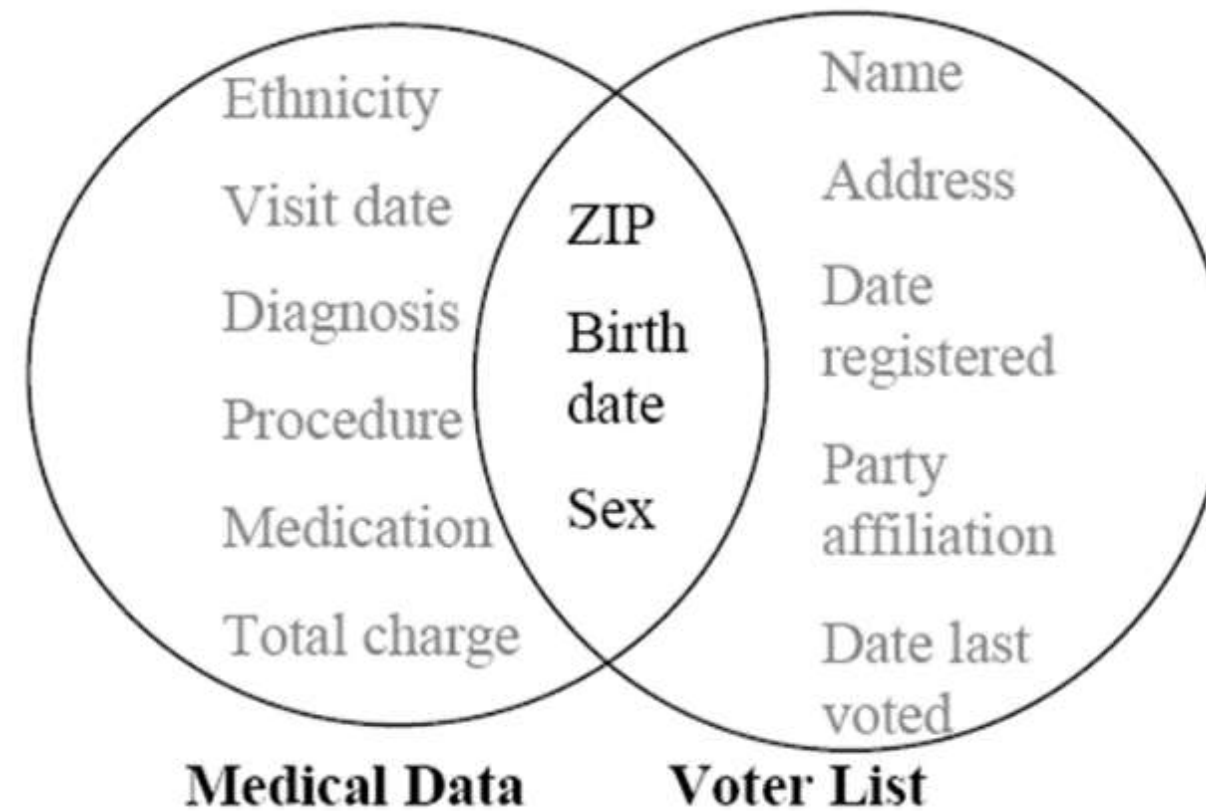 Ethnicity
Visit date
Diagnosis
Procedure
Medication
Total charge
ZIP
Birth
date
Sex
Name
Address
Date
registered
Party
affiliation
Date last
voted
Medical Data
Voter List